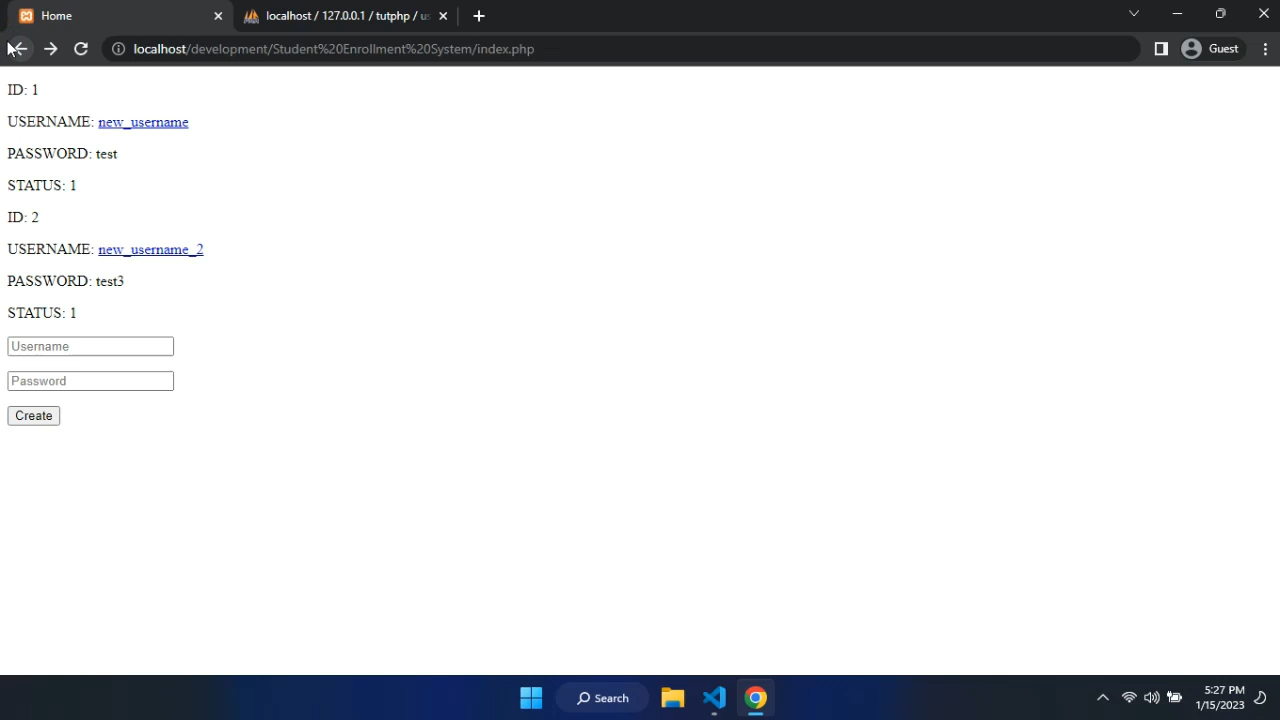 Home
localhost / 127.0.0.1 / tutphp / us
localhost/development/Student%20Enrollment%20System/index.php
Guest
ID: 1
USERNAME: new_username
PASSWORD: test
STATUS: 1
ID: 2
USERNAME: new_username_2
PASSWORD: test3
STATUS: 1
Username
Password
Create
Search
5:27 PM
1/15/2023